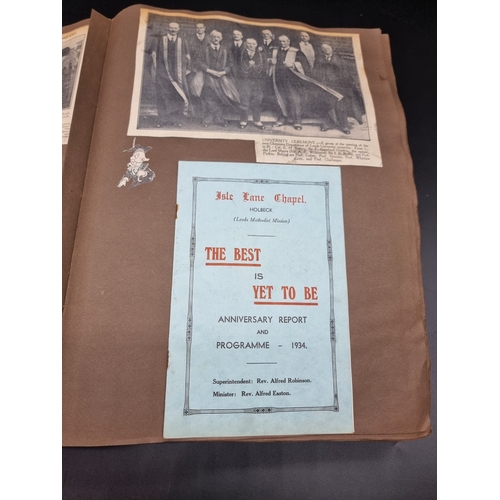 UNIVERSITY CEREMONY.
Isle Lane Chapel.
HOLBECK
(Leeds Methodist Mission)
THE BEST
IS
YET TO BE
ANNIVERSARY REPORT
AND
PROGRAMME – 1934.
Superintendent: Rev. Alfred Robinson.
Minister: Rev. Alfred Easton.